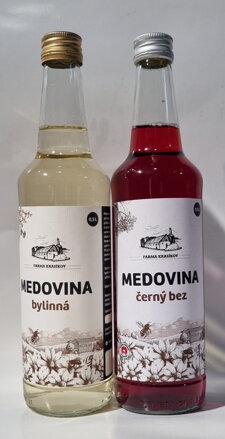 0,5 L
FARMA KRASÍKOV
MEDOVINA
bylinná
FARMA KRASÍKOV
MEDOVINA
černý bez